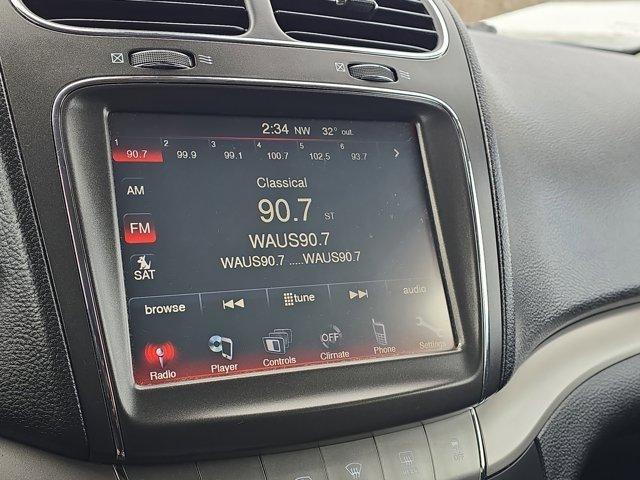 2:34 NW 32° out.
1 2 3 4 5 6
90.7 99.9 99.1 100.7 102.5 93.7
AM
FM
SAT
Classical
90.7 ST
WAUS90.7
WAUS90.7 .....WAUS90.7
browse tune audio
OFF
Radio Player Controls Climate Phone Settings
OFF